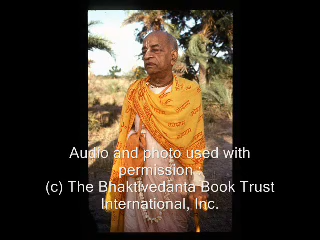 Audio and photo used with
permission.
(c) The Bhaktivedanta Book Trust
International, Inc.